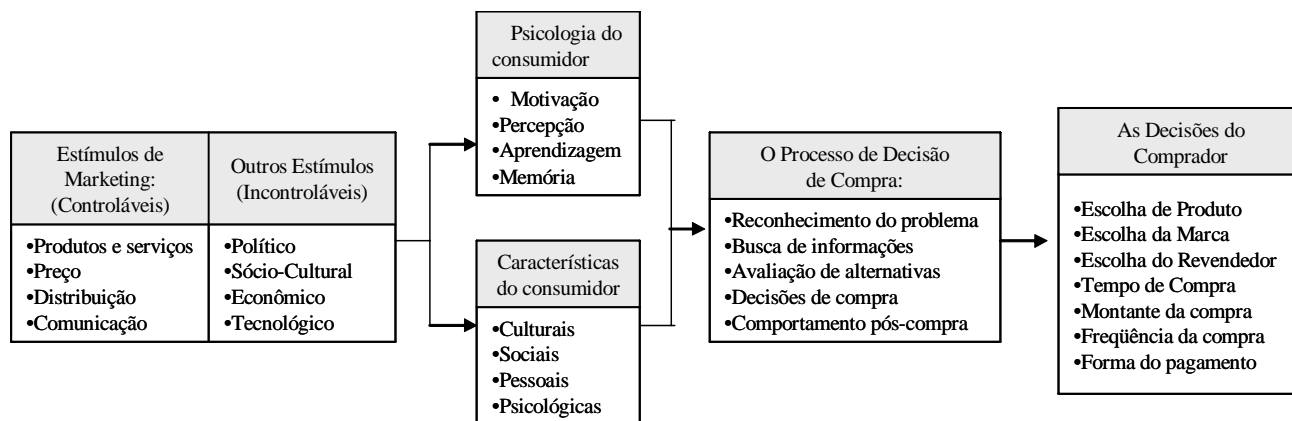 Estímulos de
Marketing:
(Controláveis)
•Produtos e serviços
•Preço
•Distribuição
•Comunicação
Outros Estímulos
(Incontroláveis)
•Político
•Sócio-Cultural
•Econômico
•Tecnológico
Psicologia do
consumidor
• Motivação
•Percepção
•Aprendizagem
•Memória
Características
do consumidor
•Culturais
•Sociais
•Pessoais
•Psicológicas
O Processo de Decisão
de Compra:
•Reconhecimento do problema
•Busca de informações
•Avaliação de alternativas
•Decisões de compra
•Comportamento pós-compra
As Decisões do
Comprador
•Escolha de Produto
•Escolha da Marca
•Escolha do Revendedor
•Tempo de Compra
•Montante da compra
•Freqüência da compra
•Forma do pagamento